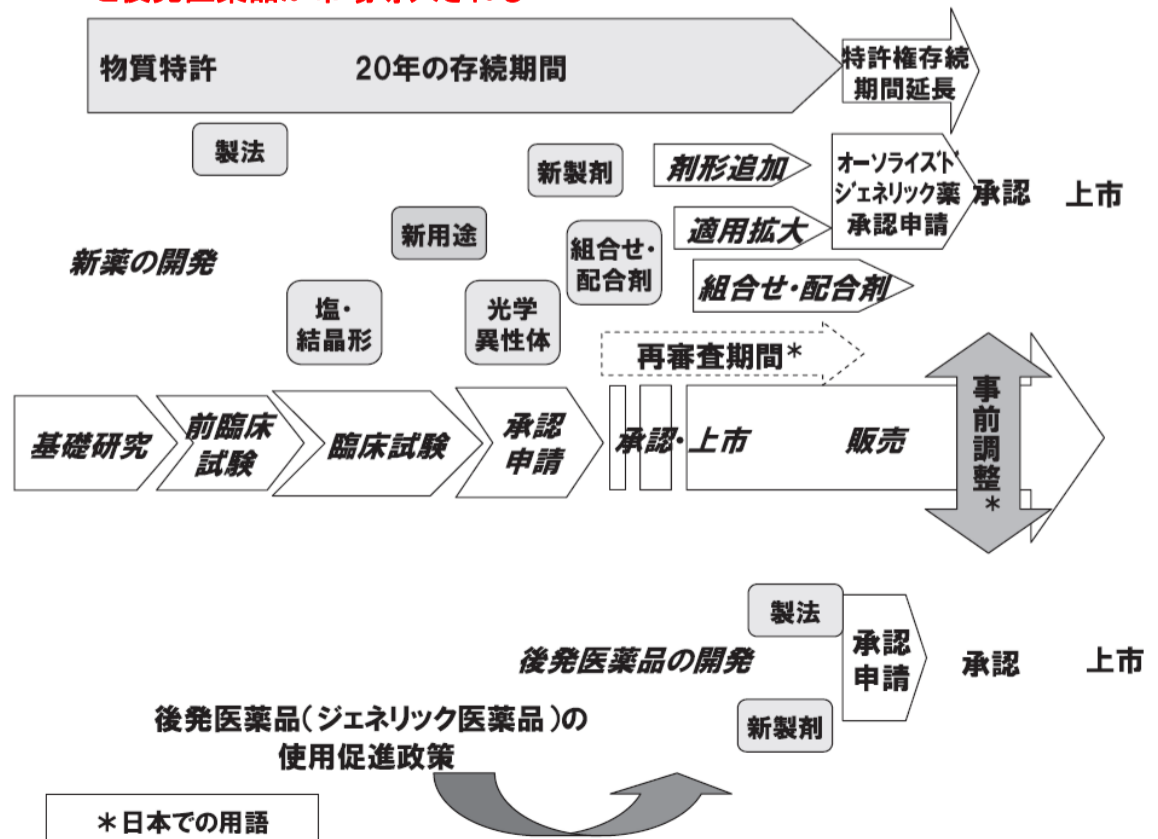 物質特許 20年の存続期間
特許権存続
期間延長
製法
新製剤
剤形追加
オーソライズド
ジェネリック薬
承認申請
承認 上市
新用途
組合せ・
配合剤
適用拡大
新薬の開発
組合せ・配合剤
塩・
結晶形
光学
異性体
再審査期間*
基礎研究
前臨床
試験
臨床試験
承認
申請
承認・上市 販売
事前調整*
製法
後発医薬品の開発
承認
申請
承認 上市
新製剤
後発医薬品(ジェネリック医薬品)の
使用促進政策
*日本での用語